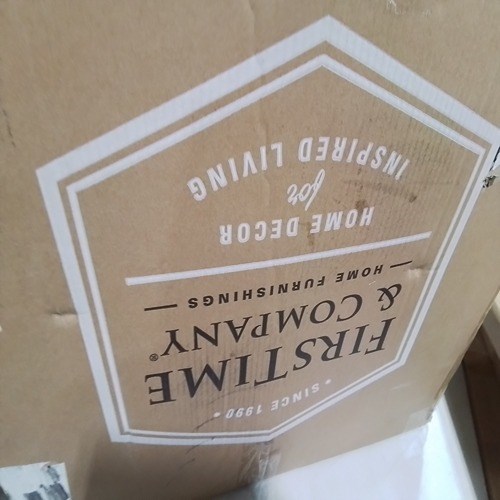 • SINCE 1990 •
FIRSTIME
& COMPANY®
— HOME FURNISHINGS —
HOME DECOR
for
INSPIRED LIVING